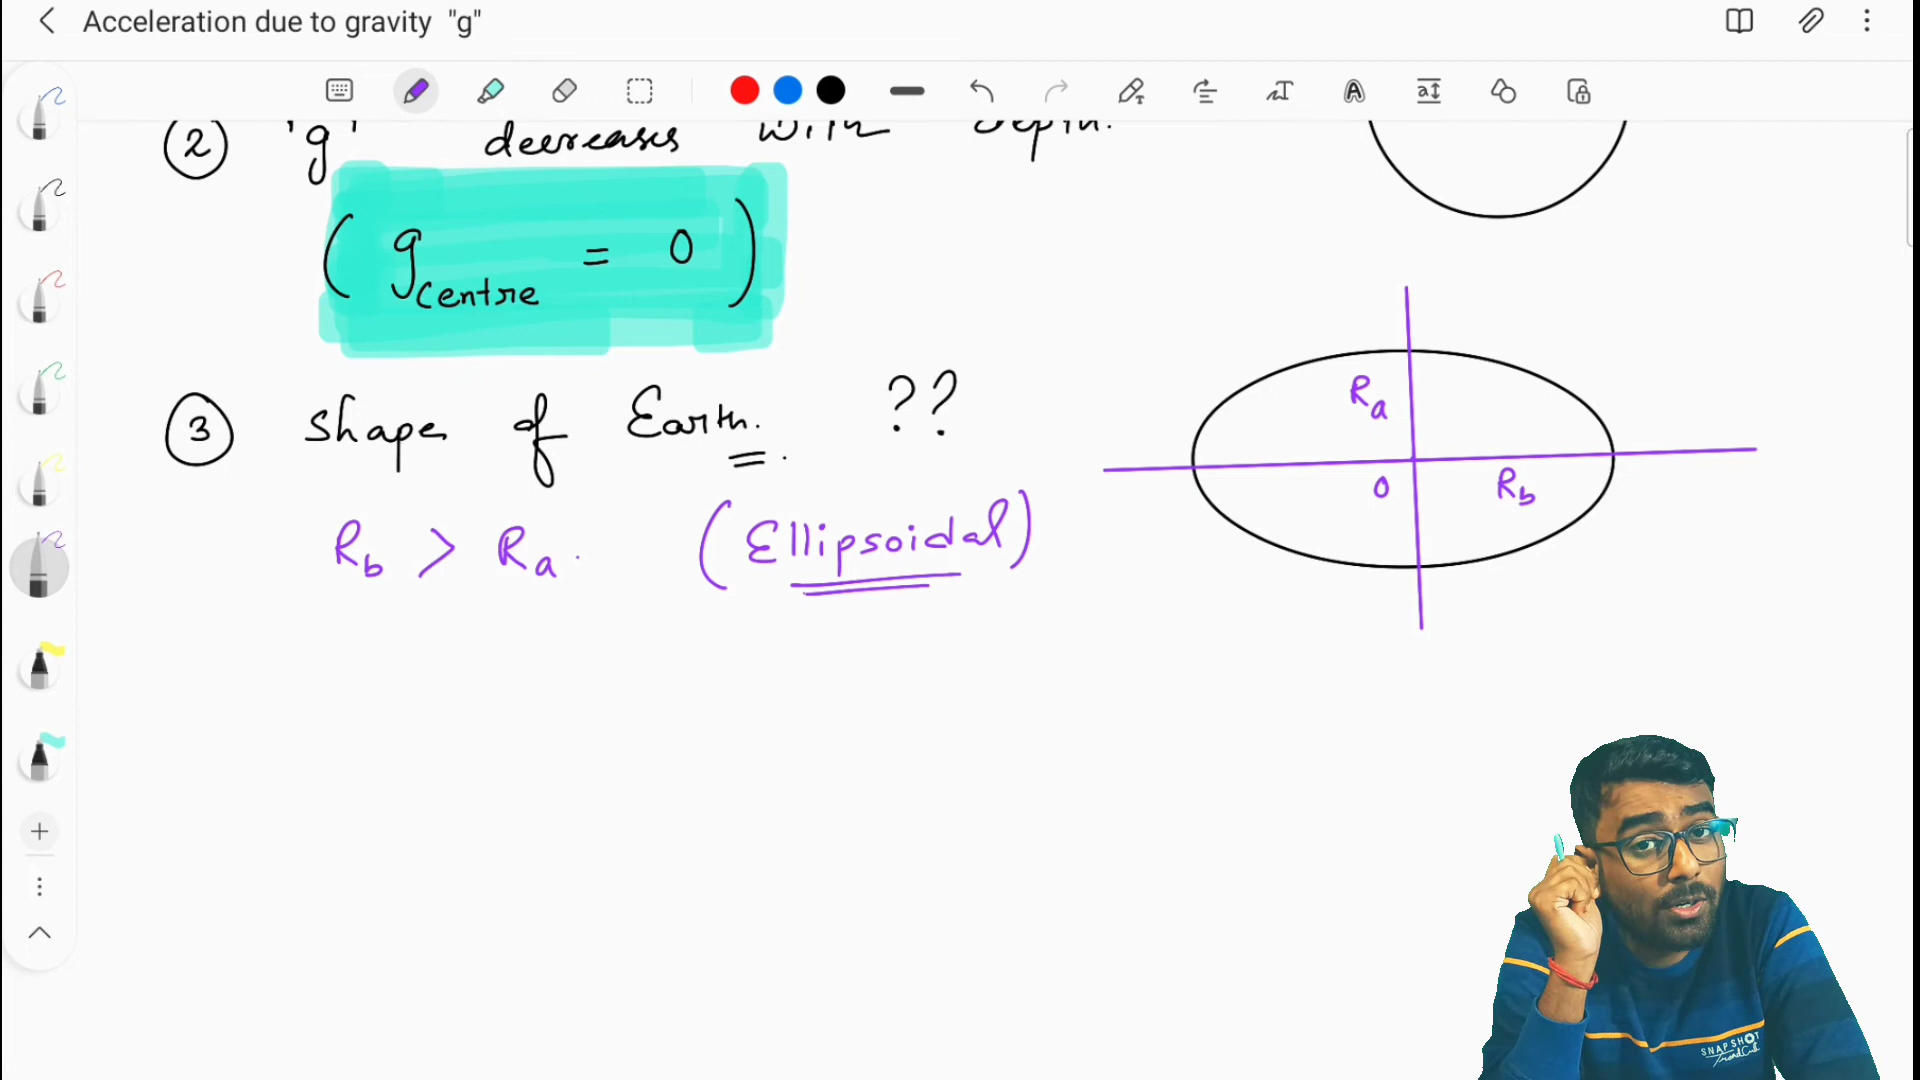 Acceleration due to gravity "g"
② 'g' decreases with depth.
( g_centre = 0 )
③ Shape of Earth. ??
R_b > R_a. (Ellipsoidal)
R_a
O R_b
SNAPSHOT